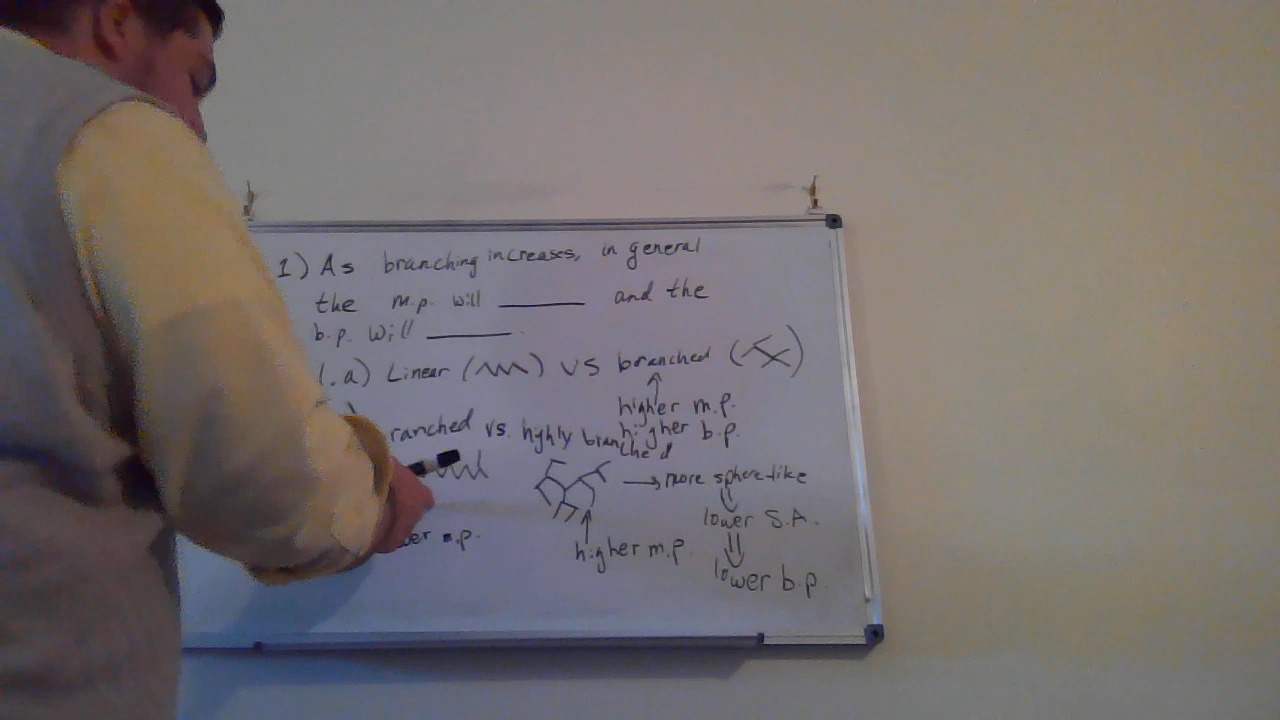 1) As branching increases, in general
the m.p. will ______ and the
b.p. will ______.
1.a) Linear ( ) vs branched ( )
higher m.p.
higher b.p.
ranched vs. highly branched
→ more sphere-like
lower S.A.
er m.p.
higher m.p.
lower b.p.